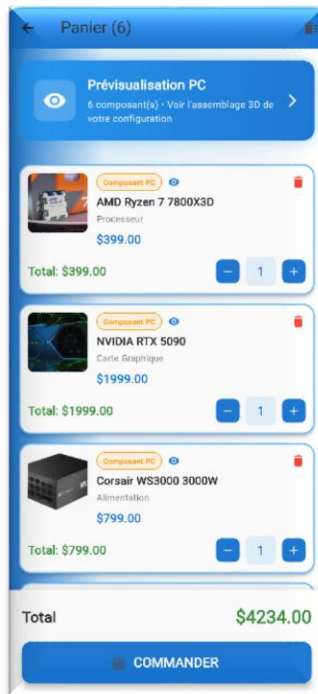 Panier (6)
Prévisualisation PC
6 composant(s) • Voir l'assemblage 3D de
votre configuration
Composant PC
AMD Ryzen 7 7800X3D
Processeur
$399.00
Total: $399.00
− 1 +
Composant PC
NVIDIA RTX 5090
Carte Graphique
$1999.00
Total: $1999.00
− 1 +
Composant PC
Corsair WS3000 3000W
Alimentation
$799.00
Total: $799.00
− 1 +
Total
$4234.00
COMMANDER